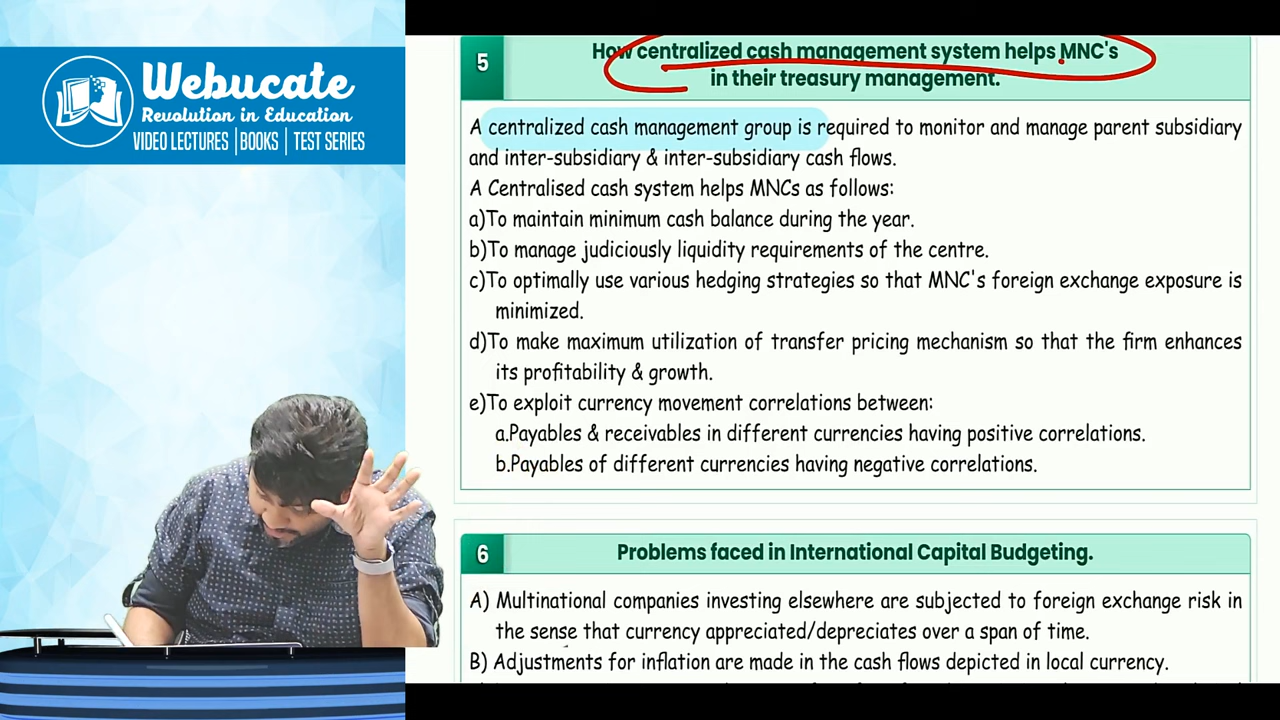 Webucate
Revolution in Education
VIDEO LECTURES | BOOKS | TEST SERIES
5
How centralized cash management system helps MNC's
in their treasury management.
A centralized cash management group is required to monitor and manage parent subsidiary
and inter-subsidiary & inter-subsidiary cash flows.
A Centralised cash system helps MNCs as follows:
a)To maintain minimum cash balance during the year.
b)To manage judiciously liquidity requirements of the centre.
c)To optimally use various hedging strategies so that MNC's foreign exchange exposure is
minimized.
d)To make maximum utilization of transfer pricing mechanism so that the firm enhances
its profitability & growth.
e)To exploit currency movement correlations between:
a.Payables & receivables in different currencies having positive correlations.
b.Payables of different currencies having negative correlations.
6
Problems faced in International Capital Budgeting.
A) Multinational companies investing elsewhere are subjected to foreign exchange risk in
the sense that currency appreciated/depreciates over a span of time.
B) Adjustments for inflation are made in the cash flows depicted in local currency.